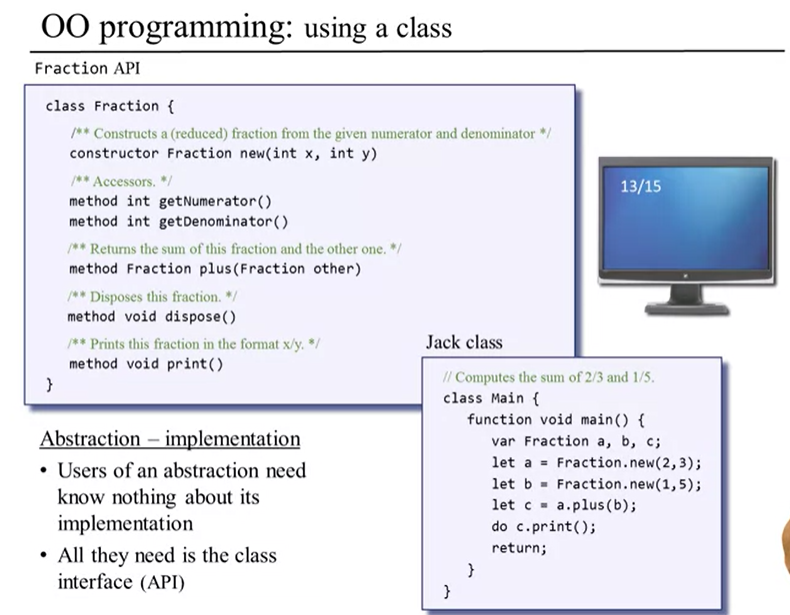 OO programming: using a class
Fraction API
class Fraction {
/** Constructs a (reduced) fraction from the given numerator and denominator */
constructor Fraction new(int x, int y)
/** Accessors. */
method int getNumerator()
method int getDenominator()
/** Returns the sum of this fraction and the other one. */
method Fraction plus(Fraction other)
/** Disposes this fraction. */
method void dispose()
/** Prints this fraction in the format x/y. */
method void print()
}
13/15
Abstraction – implementation
• Users of an abstraction need
know nothing about its
implementation
• All they need is the class
interface (API)
Jack class
// Computes the sum of 2/3 and 1/5.
class Main {
function void main() {
var Fraction a, b, c;
let a = Fraction.new(2,3);
let b = Fraction.new(1,5);
let c = a.plus(b);
do c.print();
return;
}
}